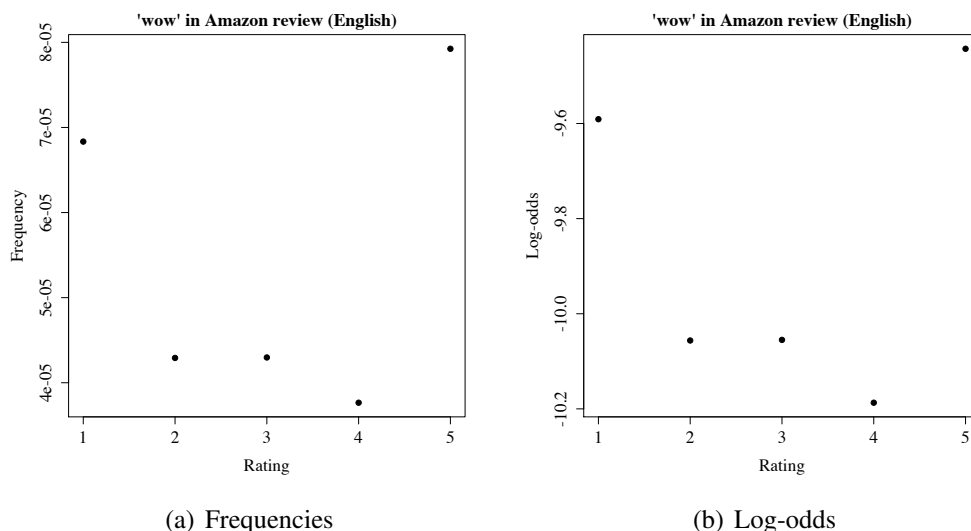 'wow' in Amazon review (English)
8e-05
7e-05
6e-05
5e-05
4e-05
Frequency
1 2 3 4 5
Rating
(a) Frequencies
'wow' in Amazon review (English)
-9.6
-9.8
-10.0
-10.2
Log-odds
1 2 3 4 5
Rating
(b) Log-odds